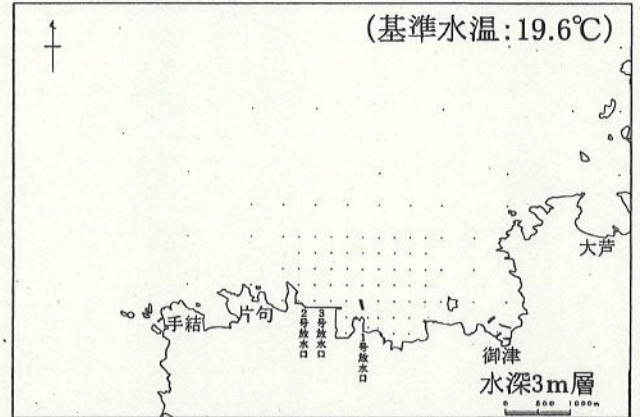 (基準水温:19.6℃)
大芦
手結
片句
2号放水口
3号放水口
1号放水口
御津
水深3m層
0 500 1000m